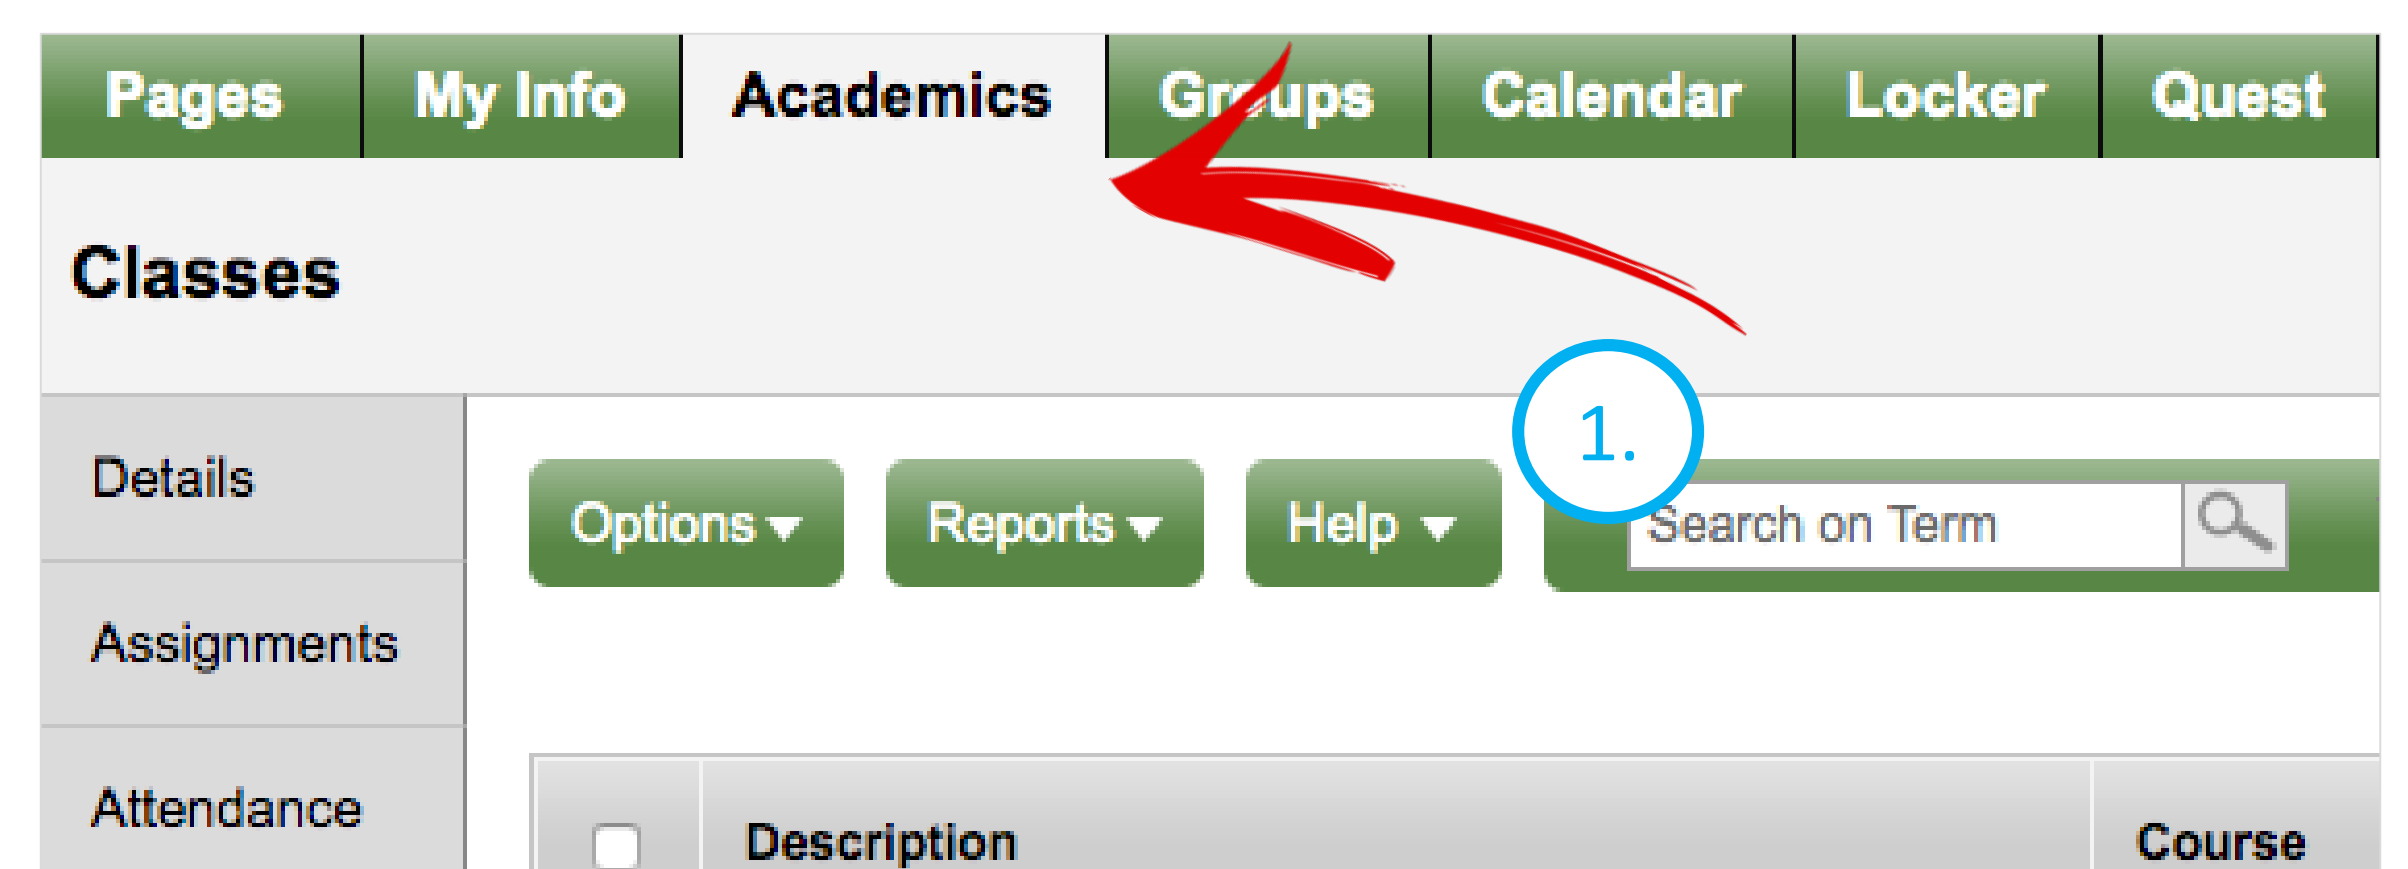 Pages My Info Academics Groups Calendar Locker Quest
Classes
1.
Details
Options Reports Help Search on Term
Assignments
Attendance
Description Course